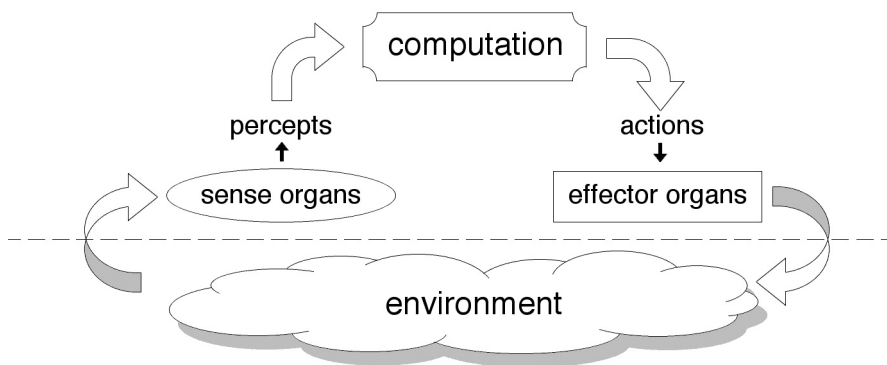 computation
percepts
actions
sense organs
effector organs
environment